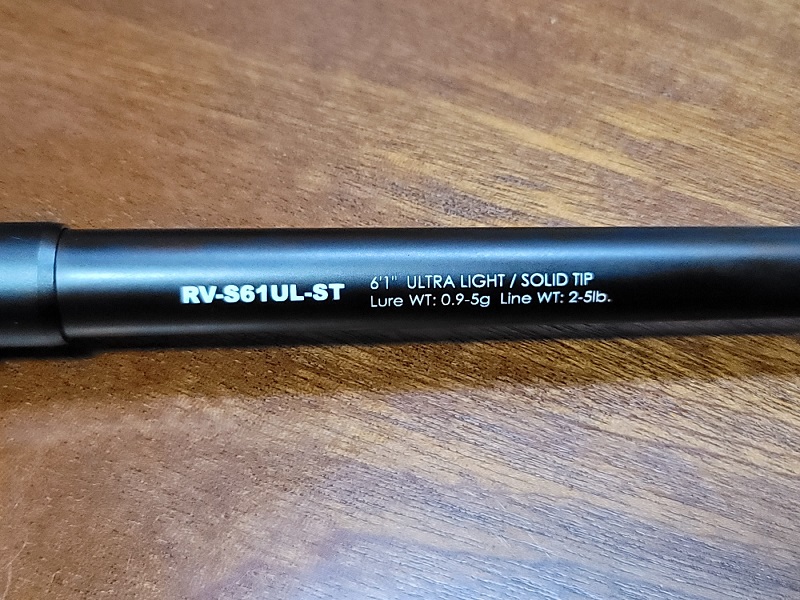 RV-S61UL-ST
6'1" ULTRA LIGHT / SOLID TIP
Lure WT: 0.9-5g Line WT: 2-5lb.